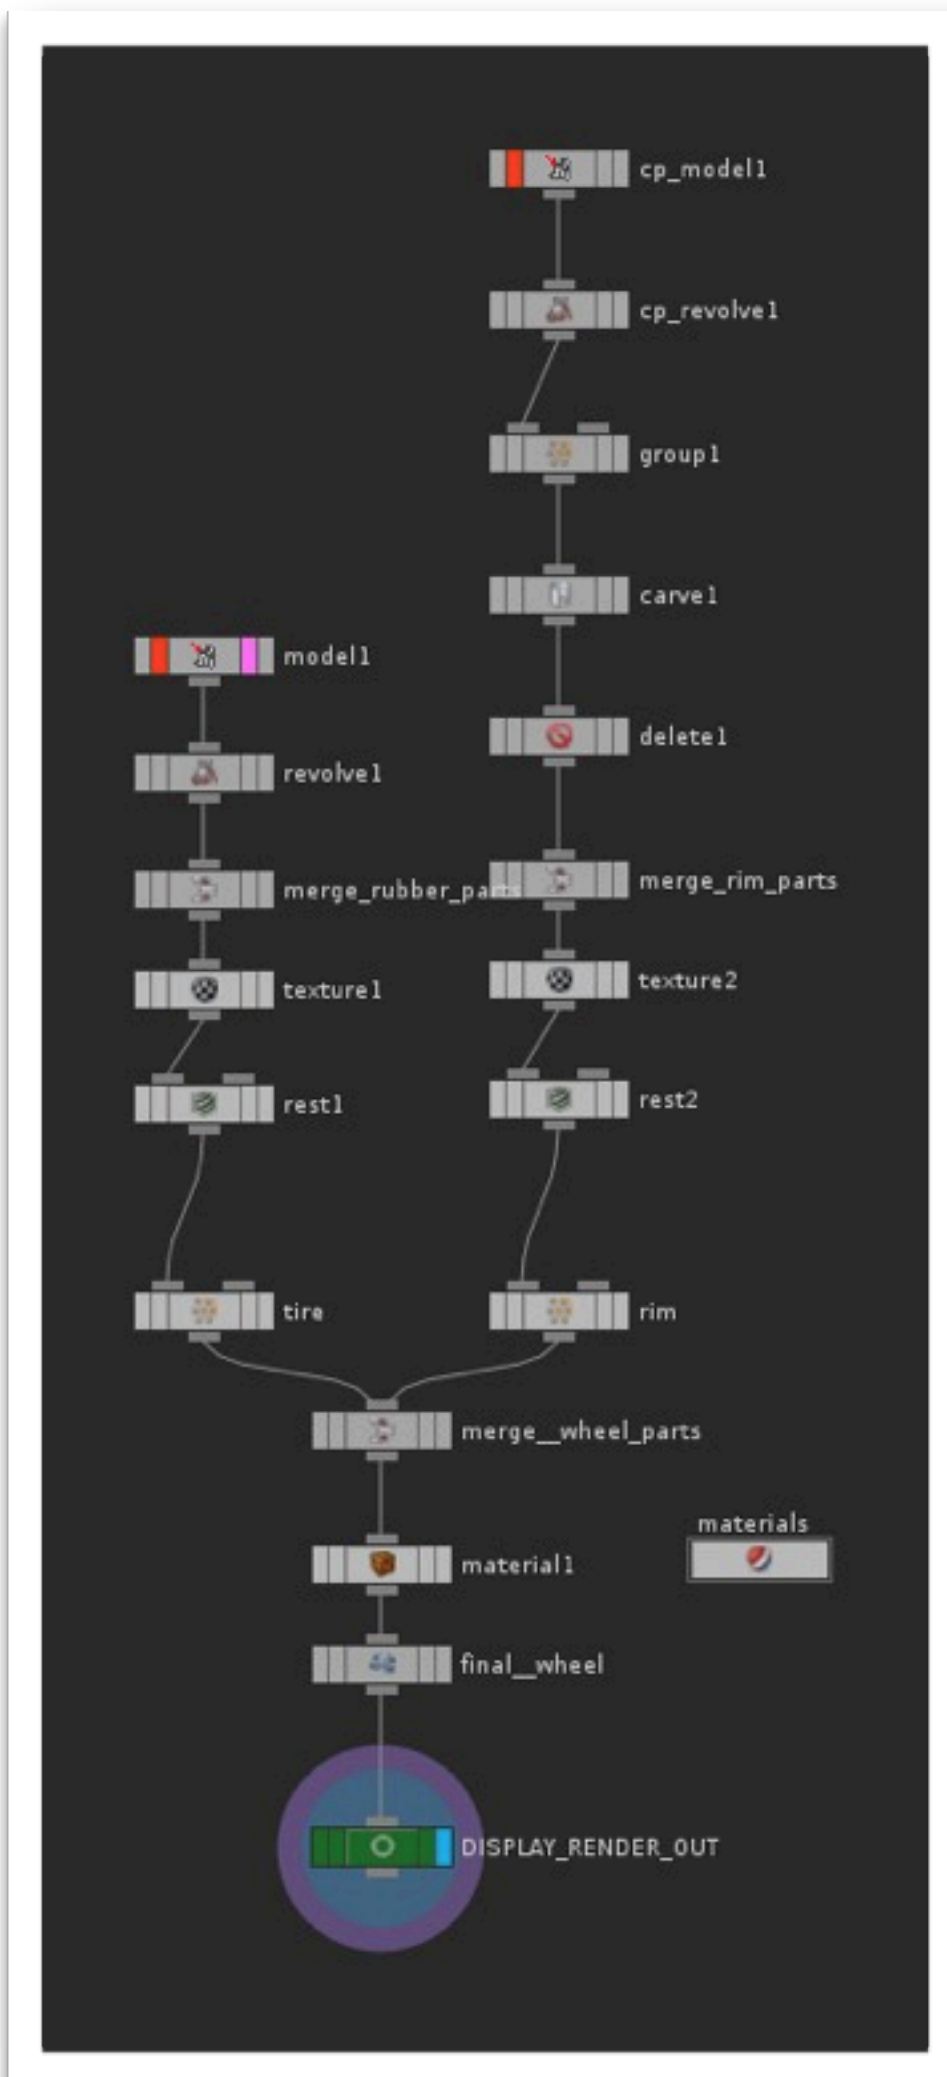 cp_model1
cp_revolve1
group1
carve1
model1
delete1
revolve1
merge_rubber_parts
merge_rim_parts
texture1
texture2
rest1
rest2
tire
rim
merge__wheel_parts
materials
material1
final__wheel
DISPLAY_RENDER_OUT